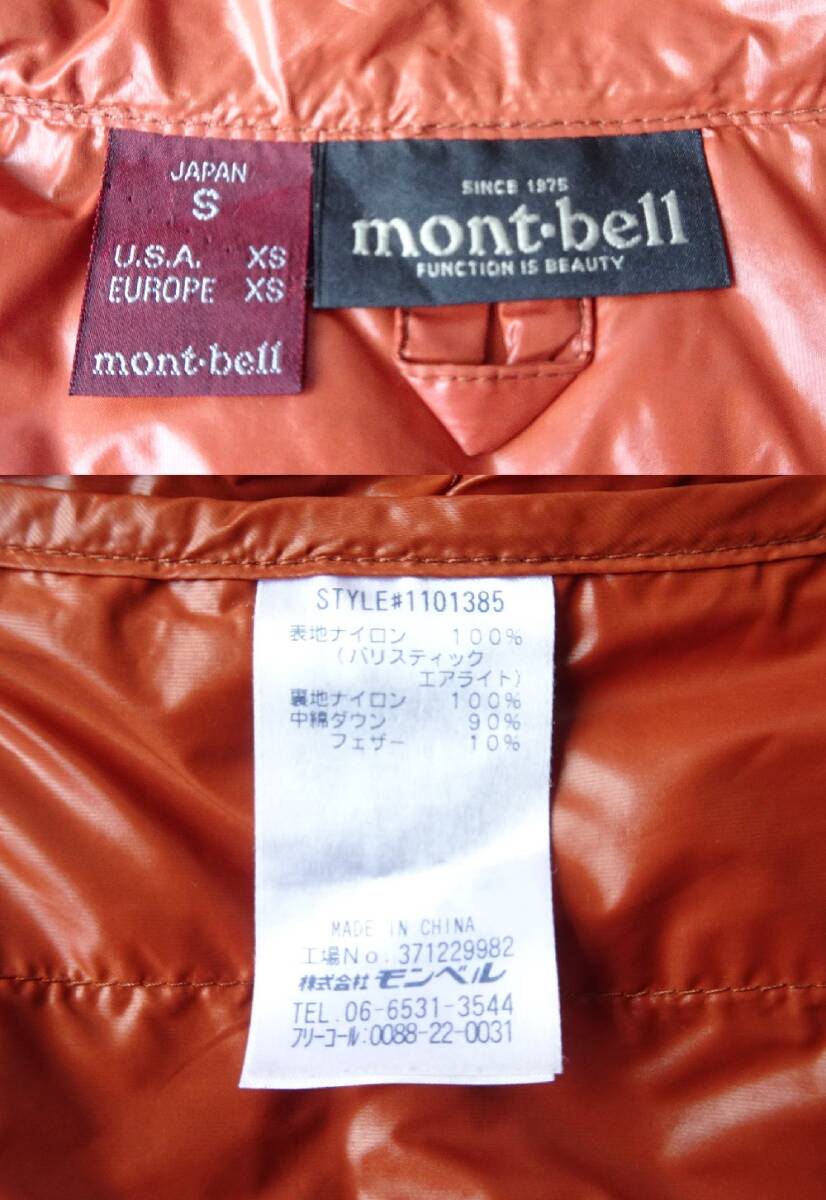 JAPAN
S
U.S.A. XS
EUROPE XS
mont·bell
SINCE 1975
mont·bell
FUNCTION IS BEAUTY
STYLE#1101385
表地ナイロン 100%
(バリスティック
エアライト)
裏地ナイロン 100%
中綿ダウン 90%
フェザー 10%
MADE IN CHINA
工場No. 371229982
株式会社 モンベル
TEL.06-6531-3544
フリーコール:0088-22-0031